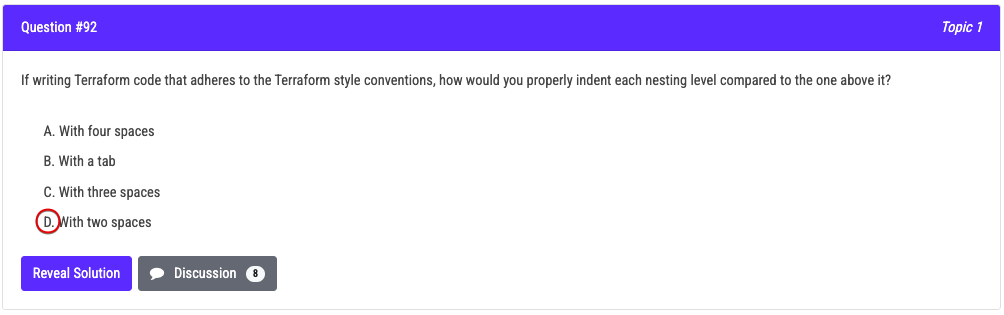 Question #92
Topic 1
If writing Terraform code that adheres to the Terraform style conventions, how would you properly indent each nesting level compared to the one above it?
A. With four spaces
B. With a tab
C. With three spaces
D. With two spaces
Reveal Solution
Discussion 8